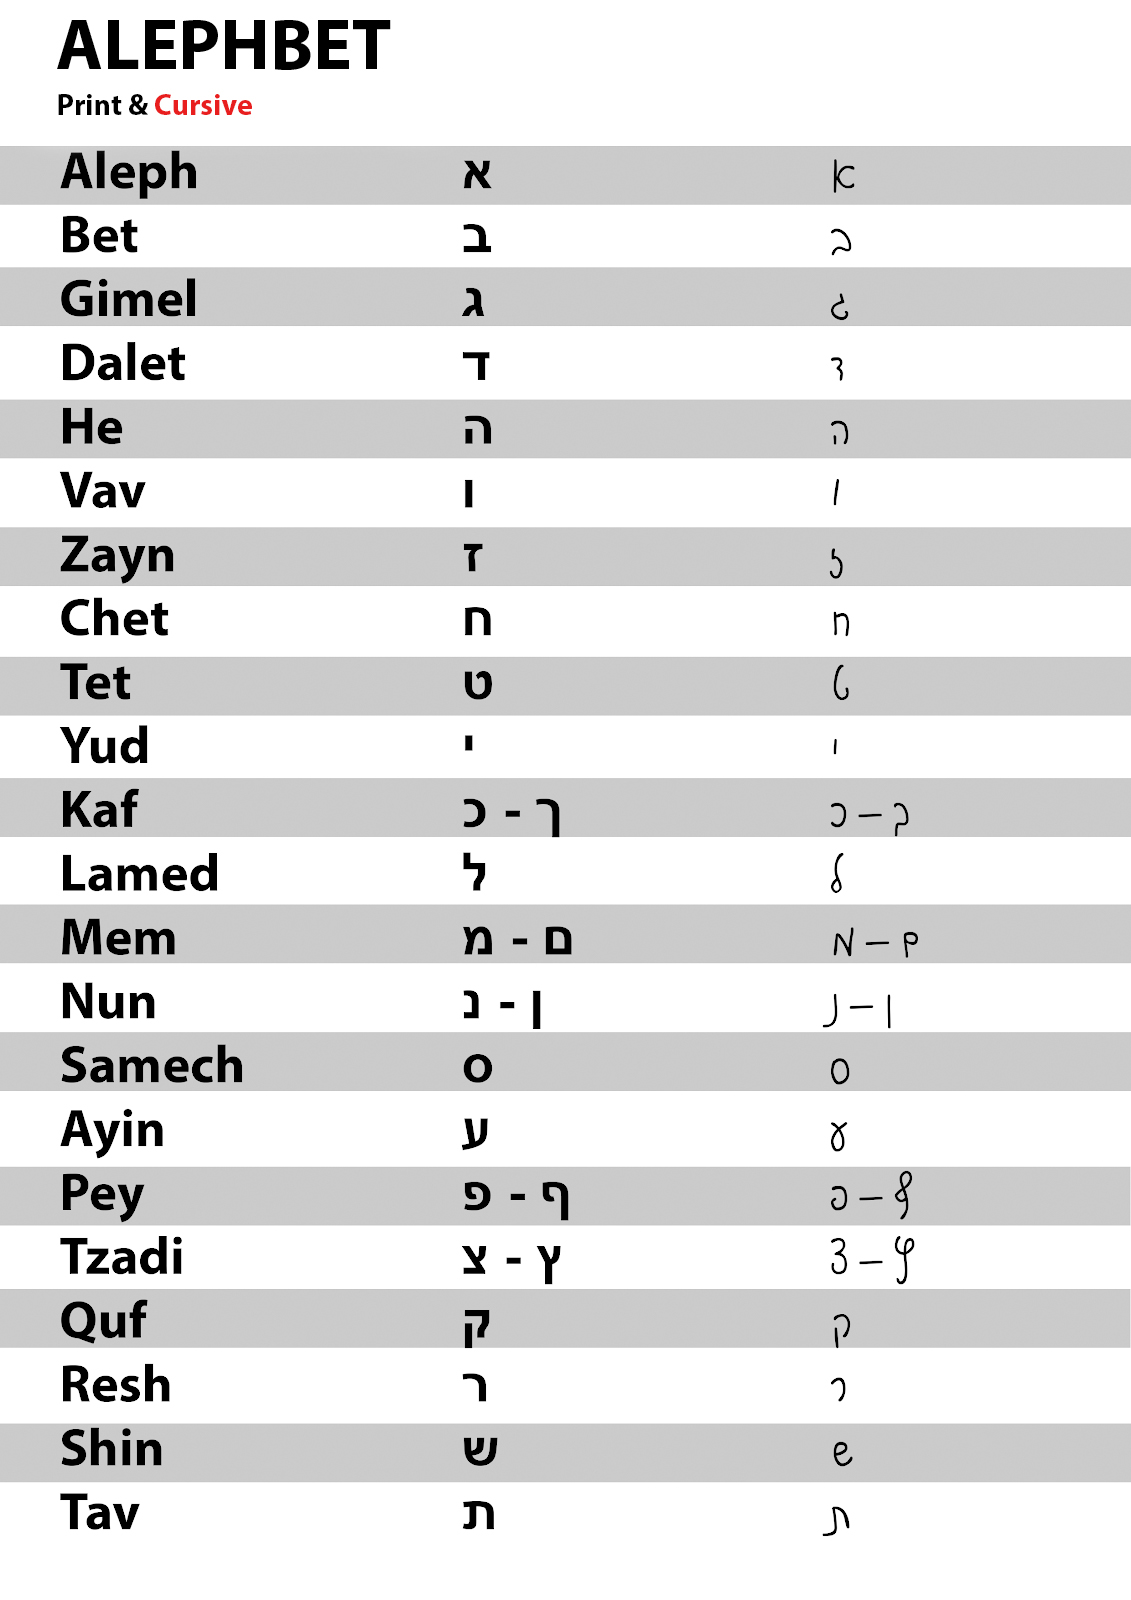 ALEPHBET
Print & Cursive
Aleph א א
Bet ב ב
Gimel ג ג
Dalet ד ד
He ה ה
Vav ו ו
Zayn ז ז
Chet ח ח
Tet ט ט
Yud י י
Kaf כ - ך כ – ך
Lamed ל ל
Mem מ - ם מ – ם
Nun נ - ן נ – ן
Samech ס ס
Ayin ע ע
Pey פ - ף פ – ף
Tzadi צ - ץ צ – ץ
Quf ק ק
Resh ר ר
Shin ש ש
Tav ת ת